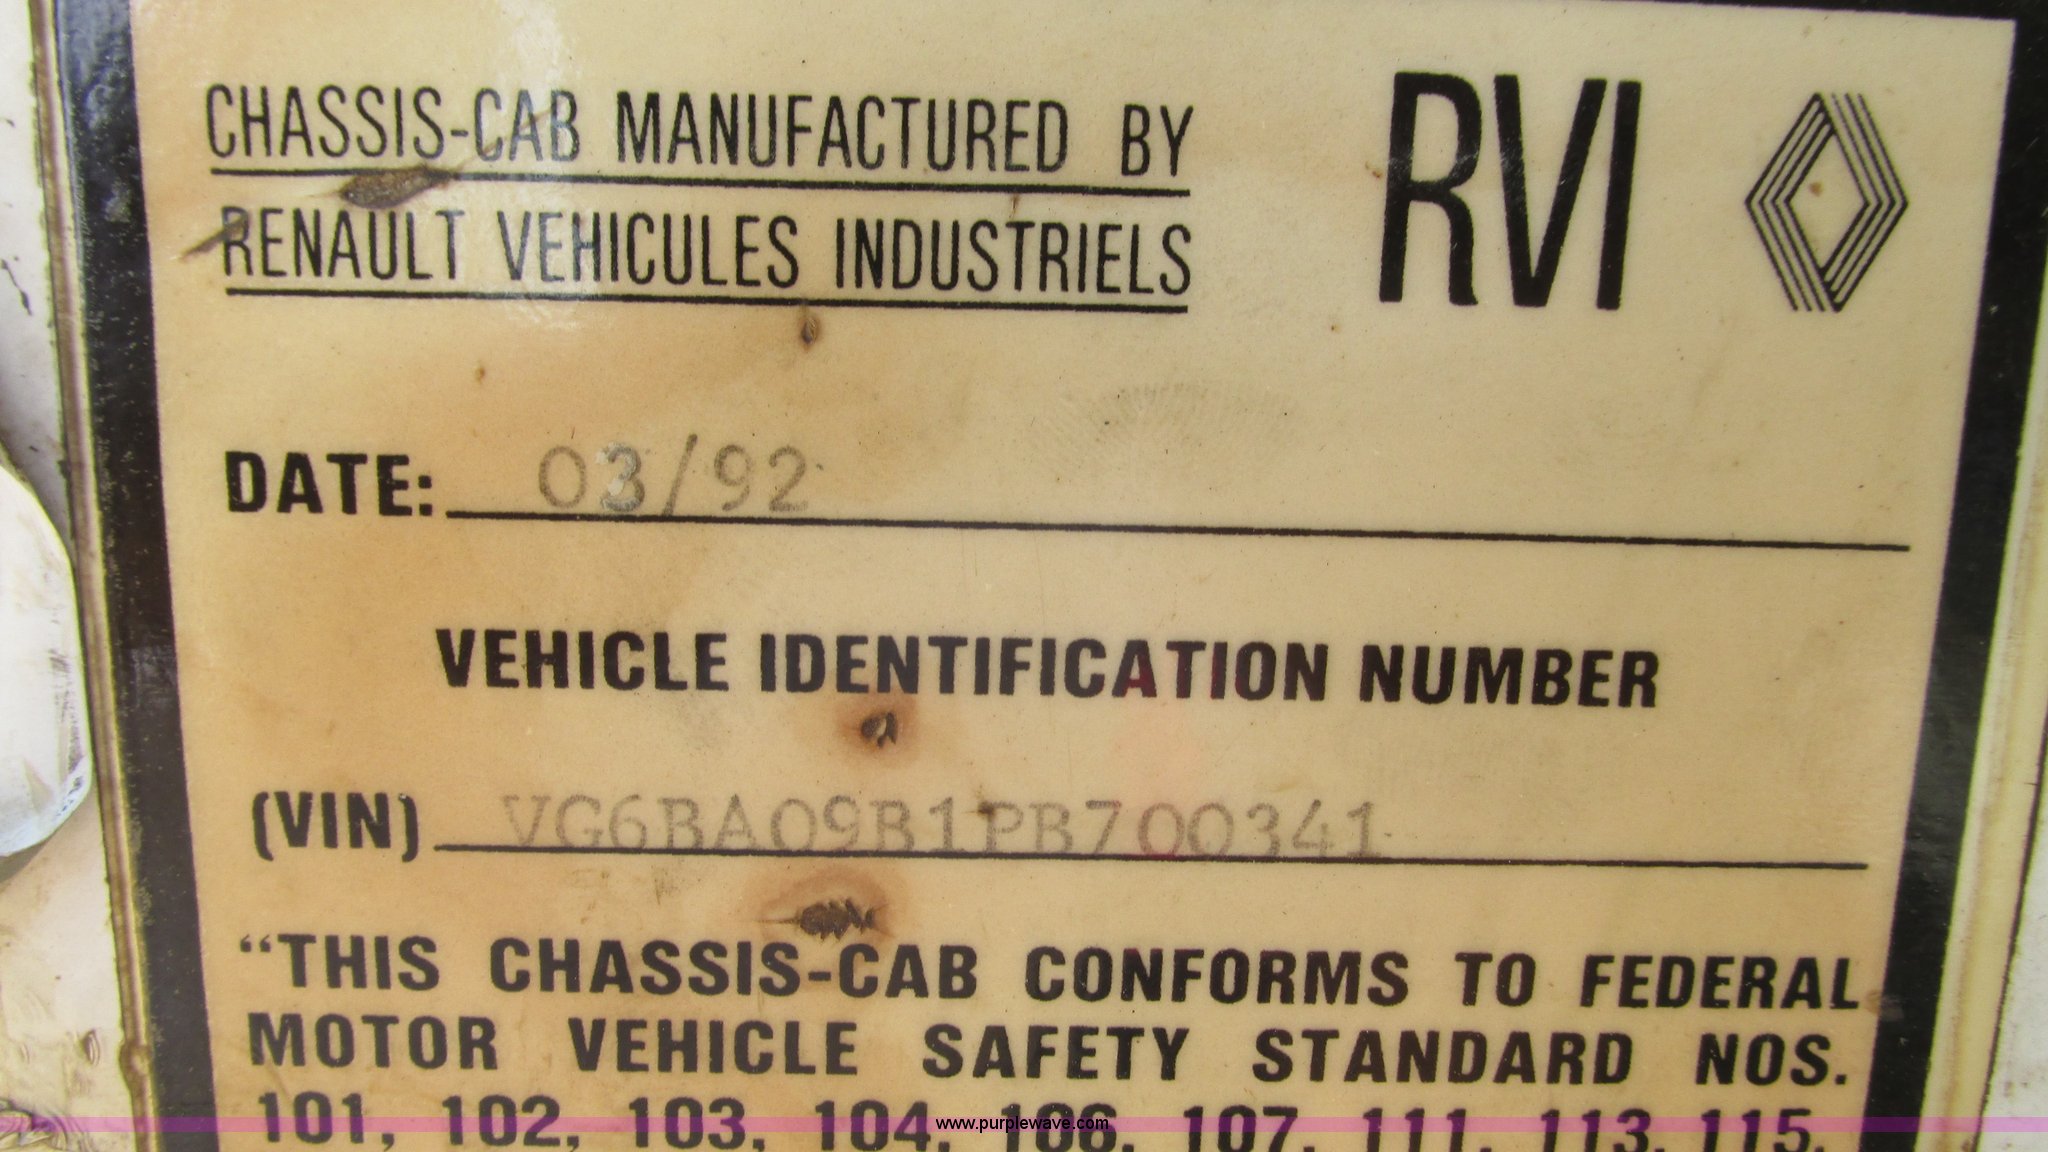 CHASSIS-CAB MANUFACTURED BY
RENAULT VEHICULES INDUSTRIELS
RVI
DATE: 03/92
VEHICLE IDENTIFICATION NUMBER
(VIN) VG6BA09B1PB700341
“THIS CHASSIS-CAB CONFORMS TO FEDERAL
MOTOR VEHICLE SAFETY STANDARD NOS.
101, 102, 103, 104, 106, 107, 111, 113, 115,
www.purplewave.com